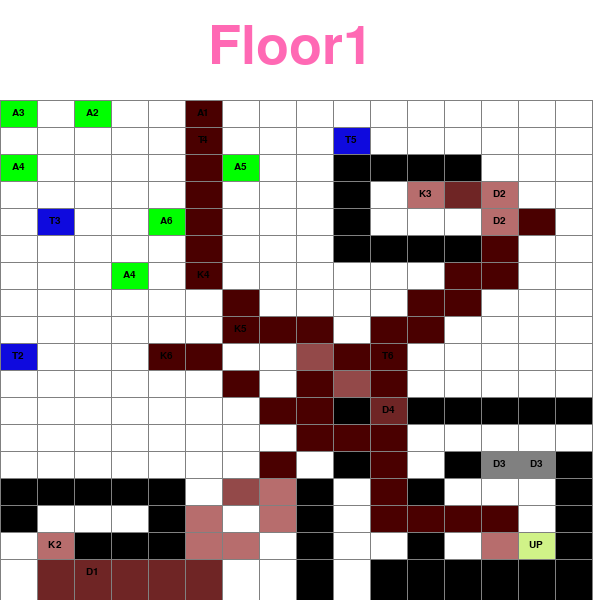 Floor1
A3 A2 A1
T4 T5
A4 A5
K3 D2
T3 A6 D2
A4 K4
K5
T2 K6 T6
D4
D3 D3
K2 UP
D1